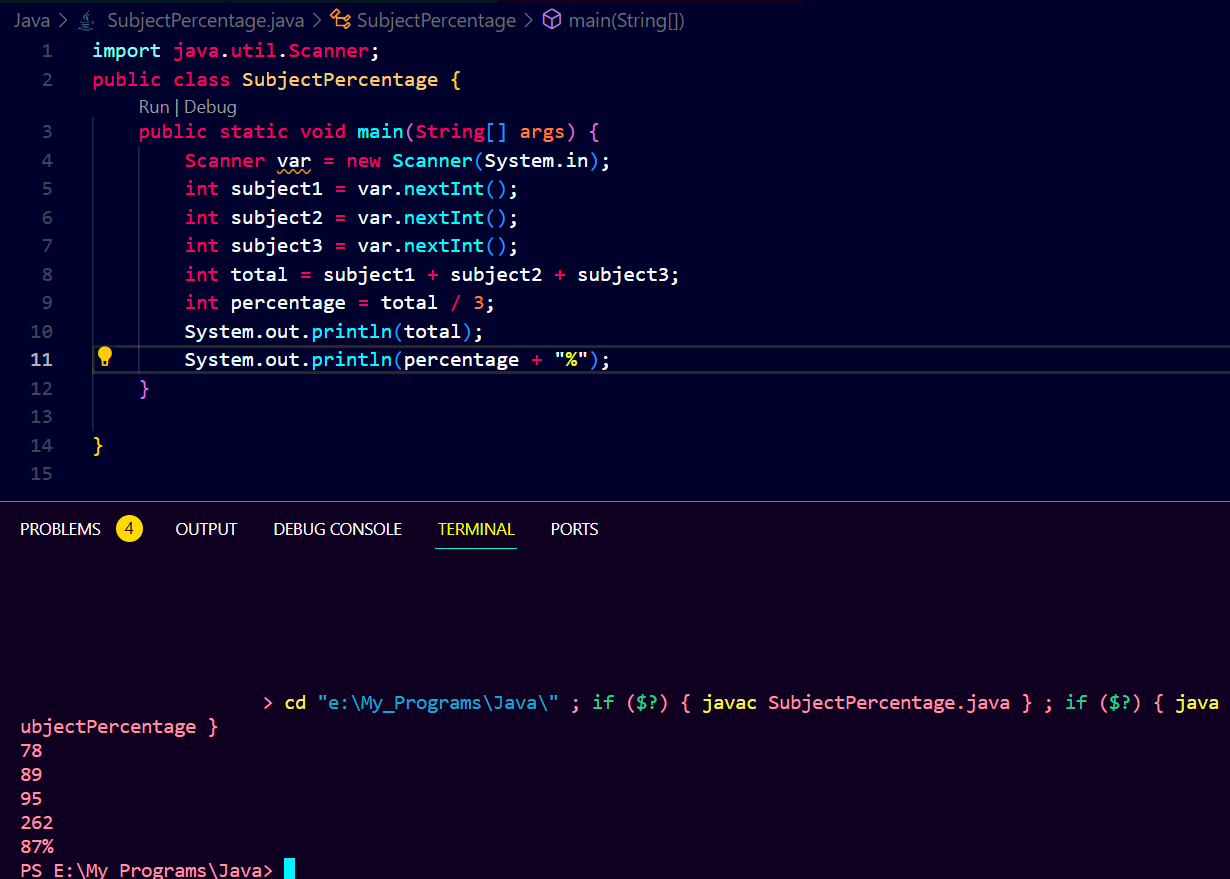 Java > SubjectPercentage.java > SubjectPercentage > main(String[])
1 import java.util.Scanner;
2 public class SubjectPercentage {
Run | Debug
3 public static void main(String[] args) {
4 Scanner var = new Scanner(System.in);
5 int subject1 = var.nextInt();
6 int subject2 = var.nextInt();
7 int subject3 = var.nextInt();
8 int total = subject1 + subject2 + subject3;
9 int percentage = total / 3;
10 System.out.println(total);
11 System.out.println(percentage + "%");
12 }
13
14 }
15
PROBLEMS 4 OUTPUT DEBUG CONSOLE TERMINAL PORTS
> cd "e:\My_Programs\Java\" ; if ($?) { javac SubjectPercentage.java } ; if ($?) { java
ubjectPercentage }
78
89
95
262
87%
PS E:\My_Programs\Java>